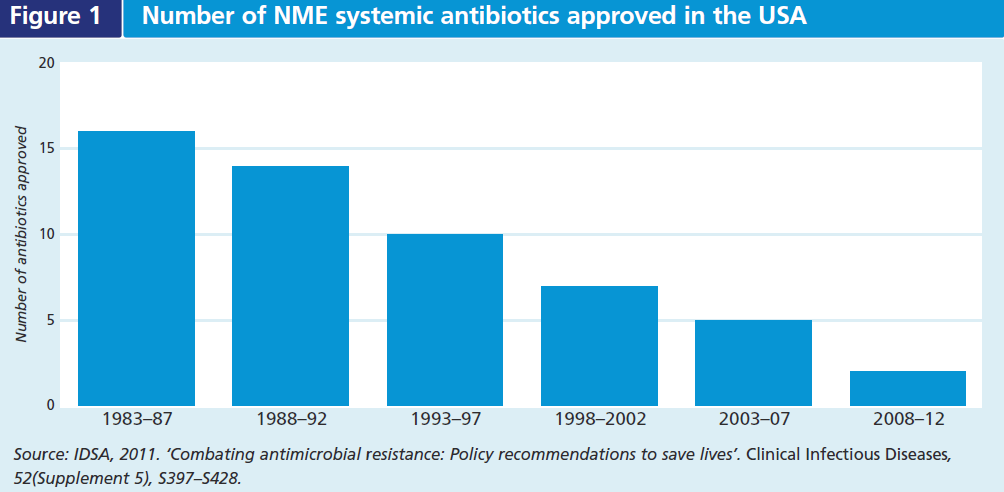 Figure 1 Number of NME systemic antibiotics approved in the USA
Number of antibiotics approved
20
15
10
5
0
1983–87 1988–92 1993–97 1998–2002 2003–07 2008–12
Source: IDSA, 2011. ‘Combating antimicrobial resistance: Policy recommendations to save lives’. Clinical Infectious Diseases,
52(Supplement 5), S397–S428.